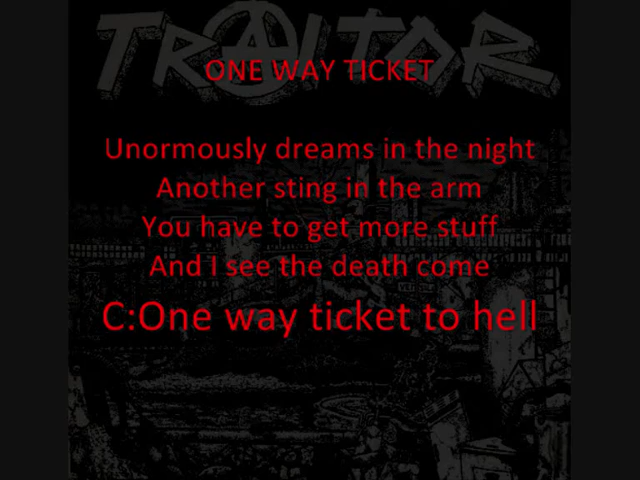 TRAITOR
ONE WAY TICKET
Unormously dreams in the night
Another sting in the arm
You have to get more stuff
And I see the death come
C:One way ticket to hell